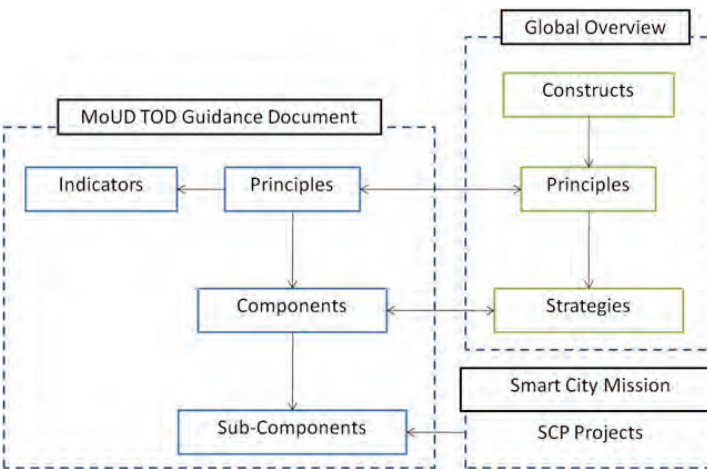 Global Overview
Constructs
MoUD TOD Guidance Document
Indicators
Principles
Principles
Components
Strategies
Smart City Mission
Sub-Components
SCP Projects